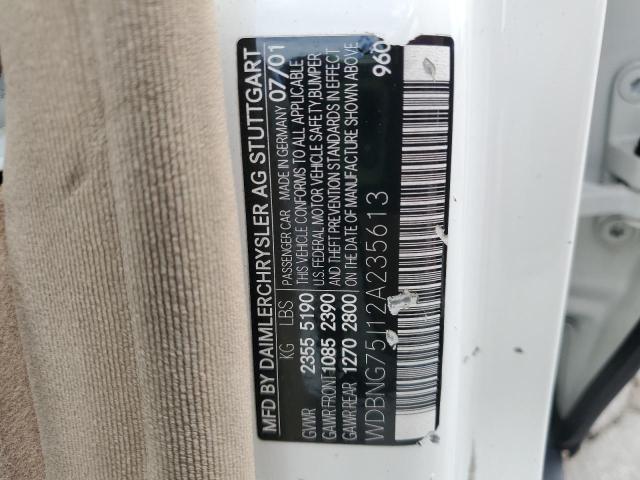 MFD BY DAIMLERCHRYSLER AG STUTTGART
KG LBS PASSENGER CAR MADE IN GERMANY 07/01
GVWR 2355 5190 THIS VEHICLE CONFORMS TO ALL APPLICABLE
GAWR FRONT 1085 2390 U.S. FEDERAL MOTOR VEHICLE SAFETY BUMPER
GAWR REAR 1270 2800 AND THEFT PREVENTION STANDARDS IN EFFECT
ON THE DATE OF MANUFACTURE SHOWN ABOVE
WDBNG75J12A235613
960